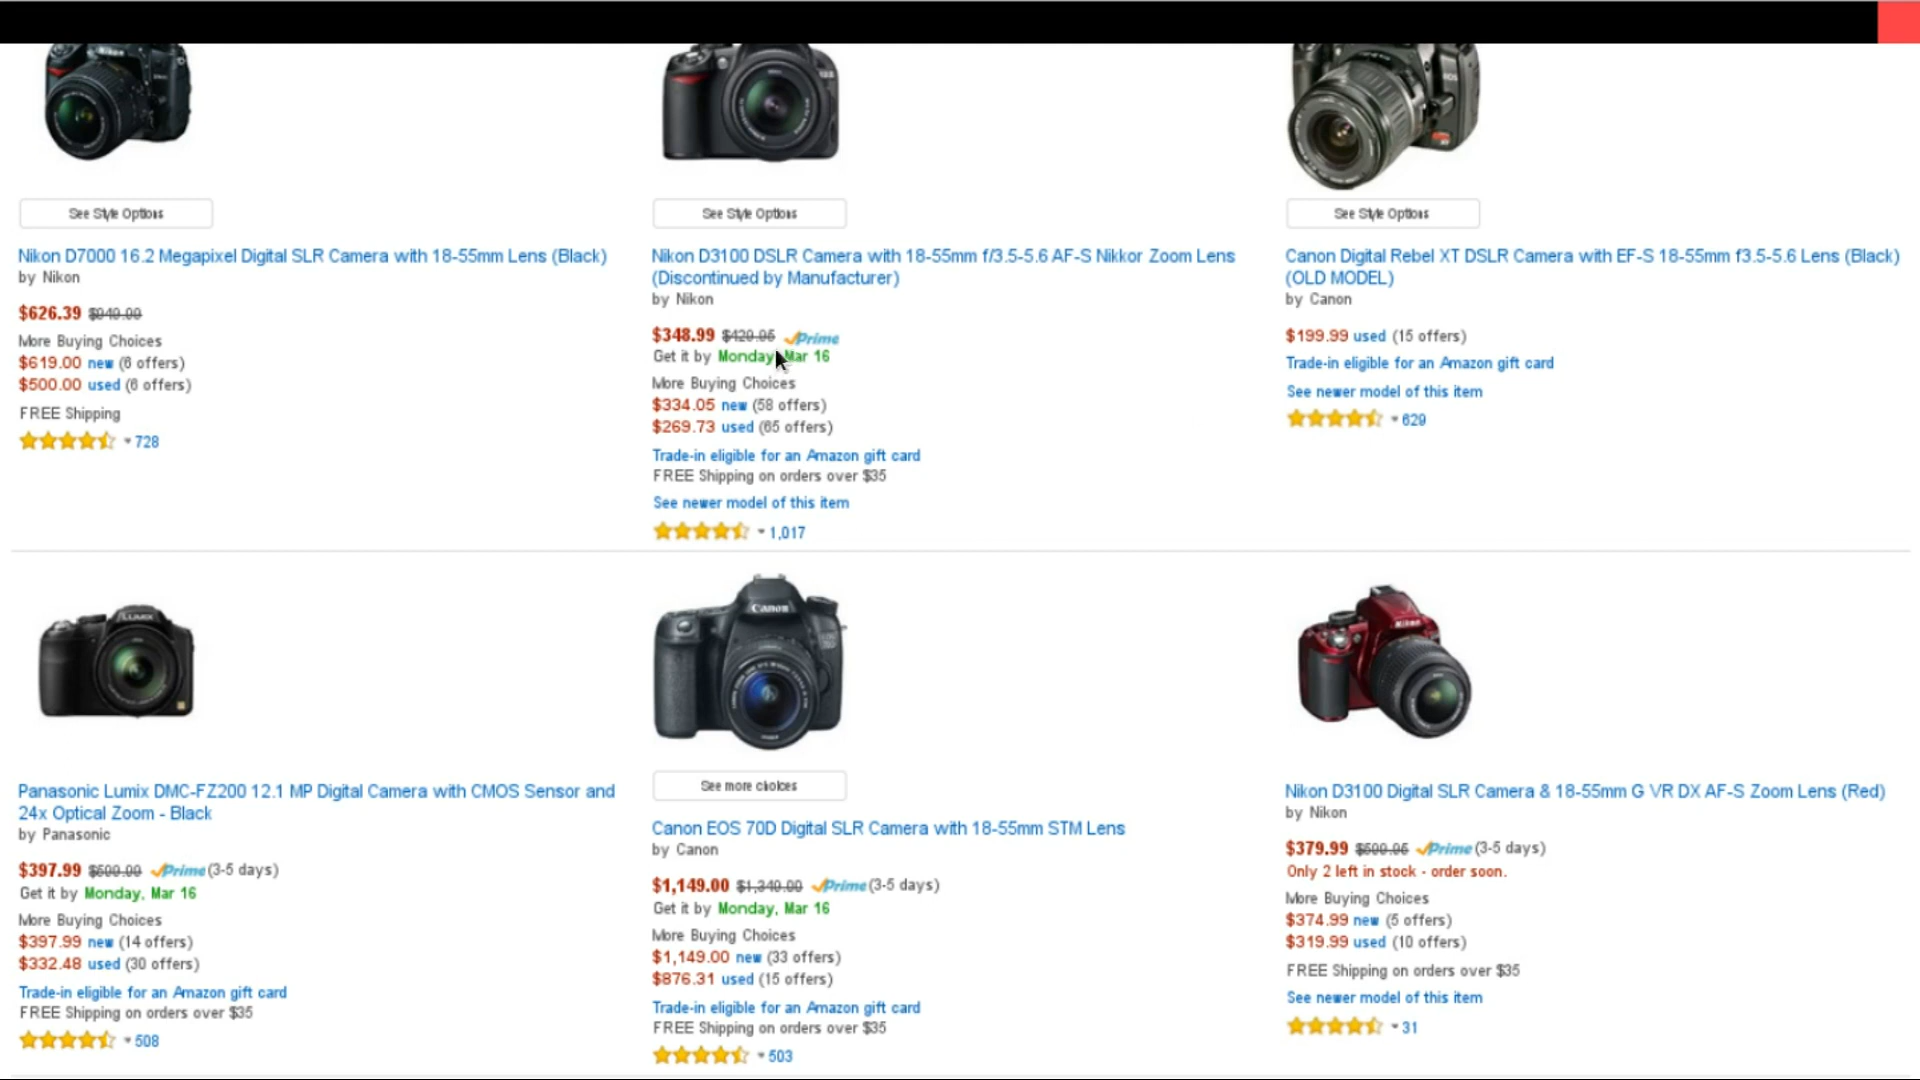 See Style Options
Nikon D7000 16.2 Megapixel Digital SLR Camera with 18-55mm Lens (Black)
by Nikon
$626.39 $949.00
More Buying Choices
$619.00 new (6 offers)
$500.00 used (6 offers)
FREE Shipping
728
Nikon
See Style Options
Nikon D3100 DSLR Camera with 18-55mm f/3.5-5.6 AF-S Nikkor Zoom Lens
(Discontinued by Manufacturer)
by Nikon
$348.99 $429.95 Prime
Get it by Monday, Mar 16
More Buying Choices
$334.05 new (58 offers)
$269.73 used (65 offers)
Trade-in eligible for an Amazon gift card
FREE Shipping on orders over $35
See newer model of this item
1,017
See Style Options
Canon Digital Rebel XT DSLR Camera with EF-S 18-55mm f3.5-5.6 Lens (Black)
(OLD MODEL)
by Canon
$199.99 used (15 offers)
Trade-in eligible for an Amazon gift card
See newer model of this item
629
LUMIX
Panasonic Lumix DMC-FZ200 12.1 MP Digital Camera with CMOS Sensor and
24x Optical Zoom - Black
by Panasonic
$397.99 Prime (3-5 days)
Get it by Monday, Mar 16
More Buying Choices
$397.99 new (14 offers)
$332.48 used (30 offers)
Trade-in eligible for an Amazon gift card
FREE Shipping on orders over $35
508
Canon
See more choices
Canon EOS 70D Digital SLR Camera with 18-55mm STM Lens
by Canon
$1,149.00 $1,349.00 Prime (3-5 days)
Get it by Monday, Mar 16
More Buying Choices
$1,149.00 new (33 offers)
$876.31 used (15 offers)
Trade-in eligible for an Amazon gift card
FREE Shipping on orders over $35
503
Nikon
Nikon D3100 Digital SLR Camera & 18-55mm G VR DX AF-S Zoom Lens (Red)
by Nikon
$379.99 Prime (3-5 days)
Only 2 left in stock - order soon.
More Buying Choices
$374.99 new (5 offers)
$319.99 used (10 offers)
FREE Shipping on orders over $35
See newer model of this item
31